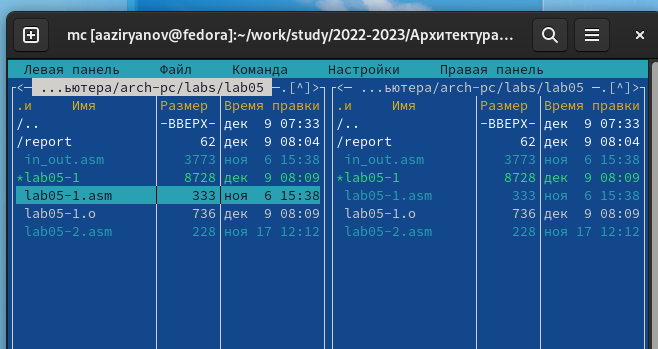 mc [aaziryanov@fedora]:~/work/study/2022-2023/Архитектура...
Левая панель Файл Команда Настройки Правая панель
<─ ...ьютера/arch-pc/labs/lab05 ─.[^]> <─ ...ьютера/arch-pc/labs/lab05 ─.[^]>
.и Имя Размер Время правки .и Имя Размер Время правки
/.. -ВВЕРХ- дек 9 07:33 /.. -ВВЕРХ- дек 9 07:33
/report 62 дек 9 08:04 /report 62 дек 9 08:04
in_out.asm 3773 ноя 6 15:38 in_out.asm 3773 ноя 6 15:38
*lab05-1 8728 дек 9 08:09 *lab05-1 8728 дек 9 08:09
lab05-1.asm 333 ноя 6 15:38 lab05-1.asm 333 ноя 6 15:38
lab05-1.o 736 дек 9 08:09 lab05-1.o 736 дек 9 08:09
lab05-2.asm 228 ноя 17 12:12 lab05-2.asm 228 ноя 17 12:12